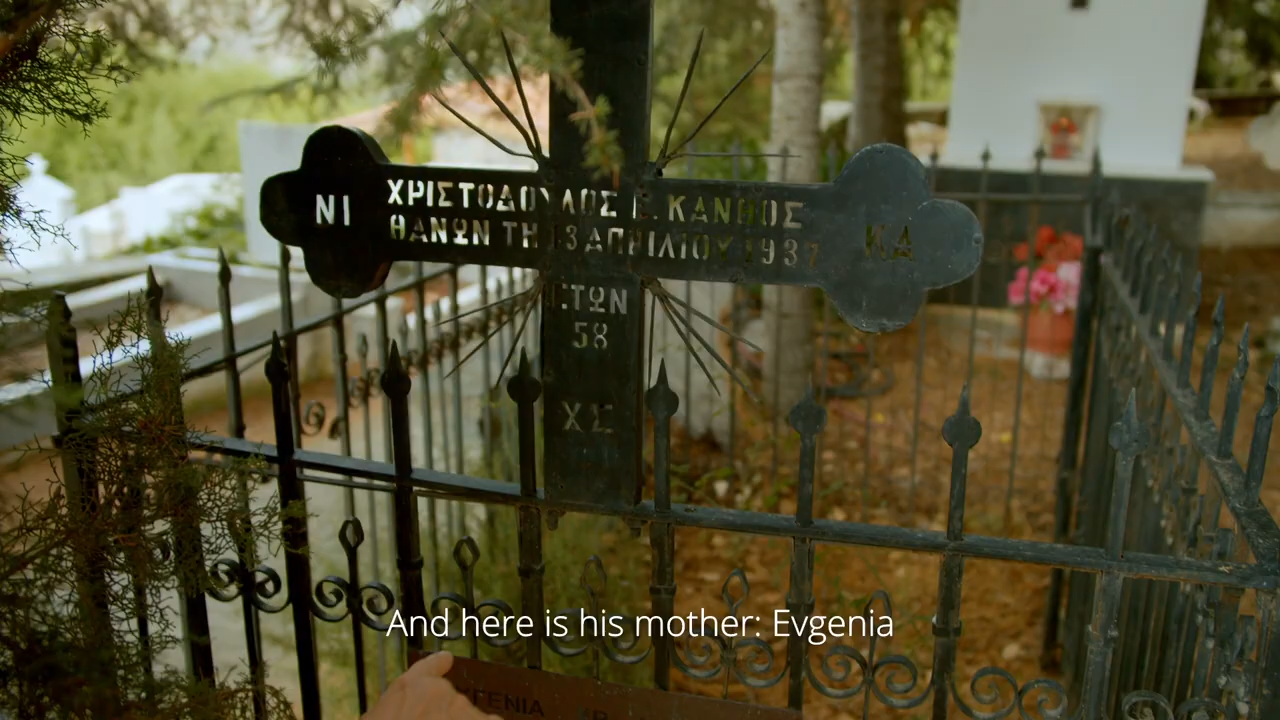 ΝΙ ΧΡΙΣΤΟΔΟΥΛΟΣ Ε. ΚΑΝΘΟΣ ΚΑ
ΘΑΝΩΝ ΤΗ 13 ΑΠΡΙΛΙΟΥ 1937
ΕΤΩΝ
58
ΧΣ
And here is his mother: Evgenia